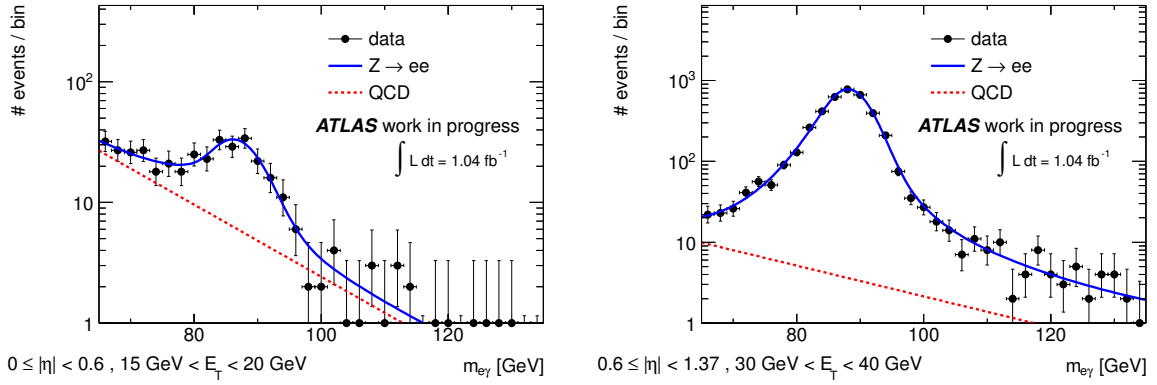 # events / bin
10²
10
1
80
100
120
data
Z → ee
QCD
ATLAS work in progress
∫ L dt = 1.04 fb⁻¹
0 ≤ |η| < 0.6 , 15 GeV < E_T < 20 GeV
m_eγ [GeV]
# events / bin
10³
10²
10
1
80
100
120
data
Z → ee
QCD
ATLAS work in progress
∫ L dt = 1.04 fb⁻¹
0.6 ≤ |η| < 1.37, 30 GeV < E_T < 40 GeV
m_eγ [GeV]